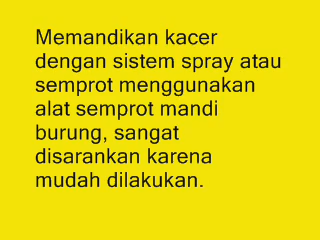 Memandikan kacer
dengan sistem spray atau
semprot menggunakan
alat semprot mandi
burung, sangat
disarankan karena
mudah dilakukan.